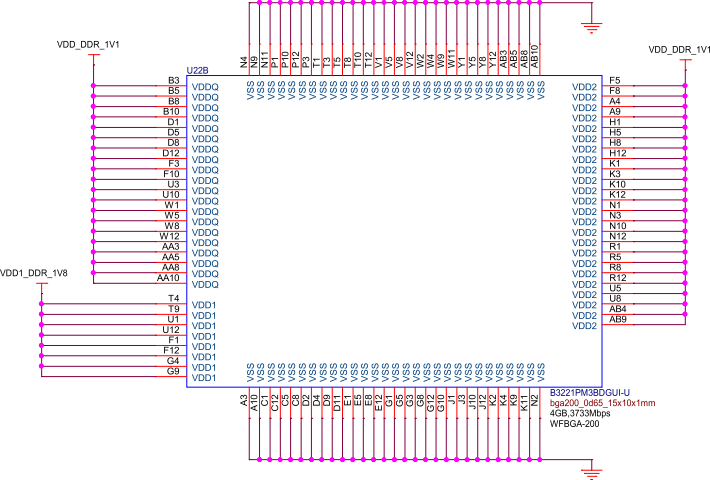 N4 N9 N11 P1 P10 P12 P3 T1 T3 T5 T8 T10 T12 V1 V5 V8 V12 W2 W4 W9 W11 Y1 Y5 Y8 Y12 AB3 AB5 AB8 AB10
VDD_DDR_1V1
VDD_DDR_1V1
U22B
VSS VSS VSS VSS VSS VSS VSS VSS VSS VSS VSS VSS VSS VSS VSS VSS VSS VSS VSS VSS VSS VSS VSS VSS VSS VSS VSS VSS VSS
B3 VDDQ
B5 VDDQ
B8 VDDQ
B10 VDDQ
D1 VDDQ
D5 VDDQ
D8 VDDQ
D12 VDDQ
F3 VDDQ
F10 VDDQ
U3 VDDQ
U10 VDDQ
W1 VDDQ
W5 VDDQ
W8 VDDQ
W12 VDDQ
AA3 VDDQ
AA5 VDDQ
AA8 VDDQ
AA10 VDDQ
VDD1_DDR_1V8
T4 VDD1
T9 VDD1
U1 VDD1
U12 VDD1
F1 VDD1
F12 VDD1
G4 VDD1
G9 VDD1
VDD2 F5
VDD2 F8
VDD2 A4
VDD2 A9
VDD2 H1
VDD2 H5
VDD2 H8
VDD2 H12
VDD2 K1
VDD2 K3
VDD2 K10
VDD2 K12
VDD2 N1
VDD2 N3
VDD2 N10
VDD2 N12
VDD2 R1
VDD2 R5
VDD2 R8
VDD2 R12
VDD2 U5
VDD2 U8
VDD2 AB4
VDD2 AB9
VSS VSS VSS VSS VSS VSS VSS VSS VSS VSS VSS VSS VSS VSS VSS VSS VSS VSS VSS VSS VSS VSS VSS VSS VSS VSS VSS VSS VSS
A3 A10 C1 C12 C5 C8 D2 D4 D9 D11 E1 E5 E8 E12 G1 G5 G3 G8 G12 G10 J1 J3 J10 J12 K2 K4 K9 K11 N2
B3221PM3BDGUI-U
bga200_0d65_15x10x1mm
4GB,3733Mbps
WFBGA-200